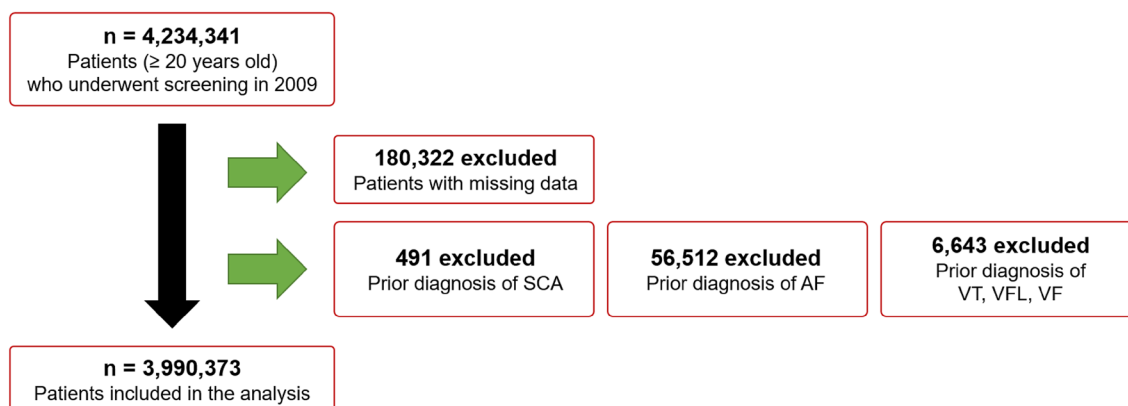 n = 4,234,341
Patients (≥ 20 years old)
who underwent screening in 2009
180,322 excluded
Patients with missing data
491 excluded
Prior diagnosis of SCA
56,512 excluded
Prior diagnosis of AF
6,643 excluded
Prior diagnosis of
VT, VFL, VF
n = 3,990,373
Patients included in the analysis